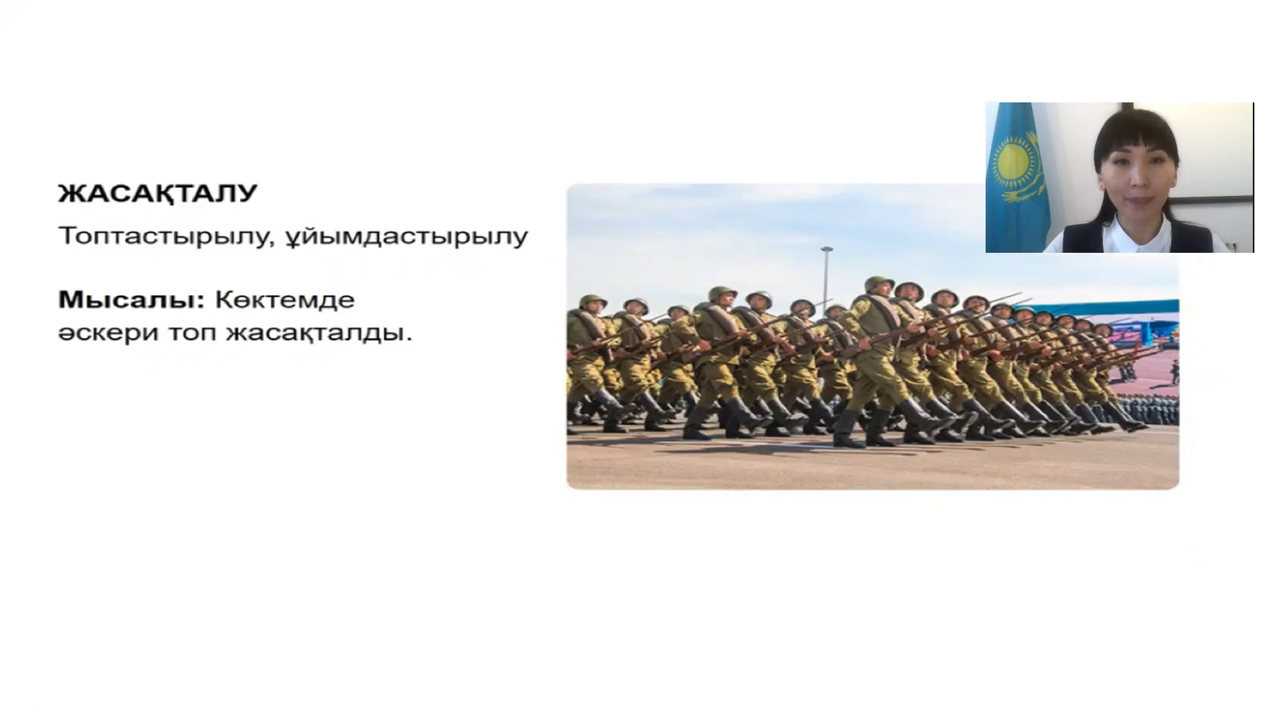 ЖАСАҚТАЛУ
Топтастырылу, ұйымдастырылу
Мысалы: Көктемде
әскери топ жасақталды.